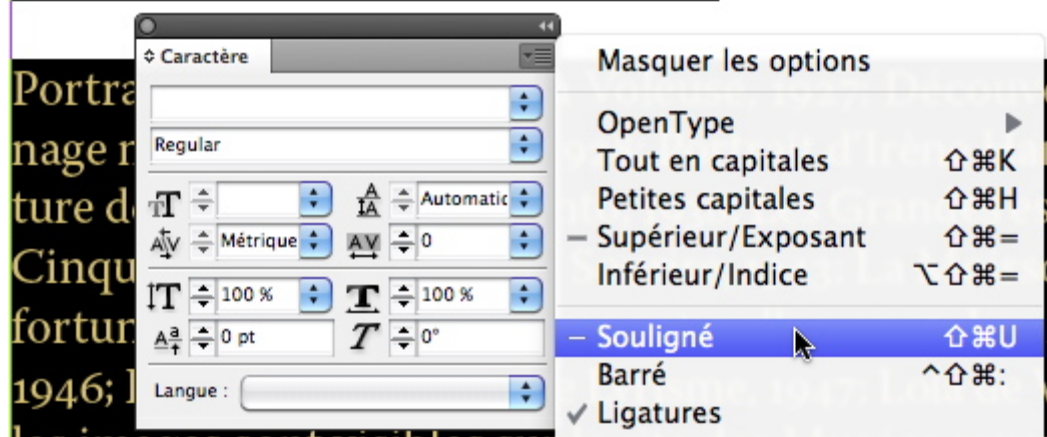 Caractère
Regular
Automatic
Métrique
0
100 %
100 %
0 pt
0°
Langue :
Masquer les options
OpenType
Tout en capitales ⇧⌘K
Petites capitales ⇧⌘H
– Supérieur/Exposant ⇧⌘=
Inférieur/Indice ⌥⇧⌘=
– Souligné ⇧⌘U
Barré ^⇧⌘:
✓ Ligatures
Portra
nage
ture d
Cinqu
fortun
1946;